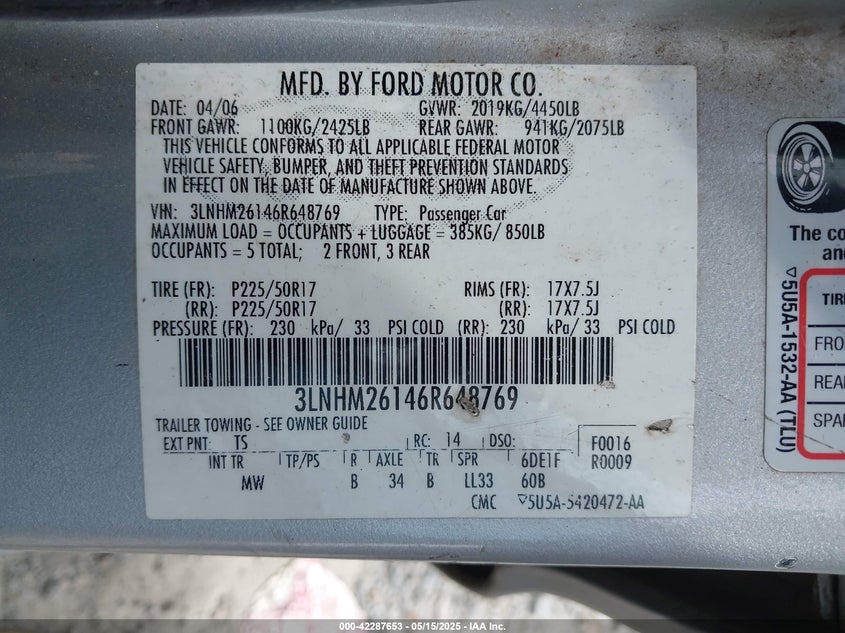 MFD. BY FORD MOTOR CO.
DATE: 04/06 GVWR: 2019KG/4450LB
FRONT GAWR: 1100KG/2425LB REAR GAWR: 941KG/2075LB
THIS VEHICLE CONFORMS TO ALL APPLICABLE FEDERAL MOTOR
VEHICLE SAFETY, BUMPER, AND THEFT PREVENTION STANDARDS
IN EFFECT ON THE DATE OF MANUFACTURE SHOWN ABOVE.
VIN: 3LNHM26146R648769 TYPE: Passenger Car
MAXIMUM LOAD = OCCUPANTS + LUGGAGE = 385KG/ 850LB
OCCUPANTS = 5 TOTAL; 2 FRONT, 3 REAR
TIRE (FR): P225/50R17 RIMS (FR): 17X7.5J
(RR): P225/50R17 (RR): 17X7.5J
PRESSURE (FR): 230 kPa/ 33 PSI COLD (RR): 230 kPa/ 33 PSI COLD
3LNHM26146R648769
TRAILER TOWING - SEE OWNER GUIDE
EXT PNT: TS RC: 14 DSO: F0016
INT TR TP/PS R AXLE TR SPR 6DE1F R0009
MW B 34 B LL33 60B
CMC 5U5A-5420472-AA
The co
an
TIRE
FRO
REA
SPA
5U5A-1532-AA (TLU)
000-42287653 — 05/15/2025 — IAA Inc.